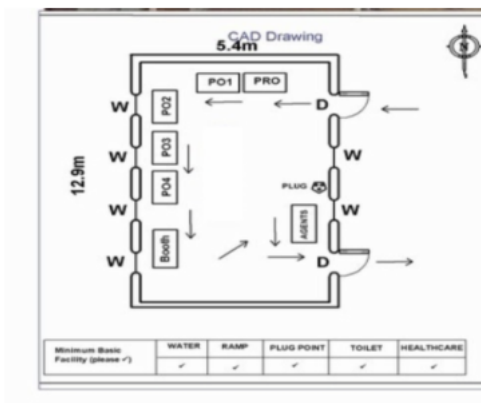 CAD Drawing
5.4m
N
PO1 PRO
W PO2 D
12.9m
W PO3 W
PO4
PLUG
W AGENTS W
W Booth D
Minimum Basic Facility (please ✓) WATER RAMP PLUG POINT TOILET HEALTHCARE
✓ ✓ ✓ ✓ ✓